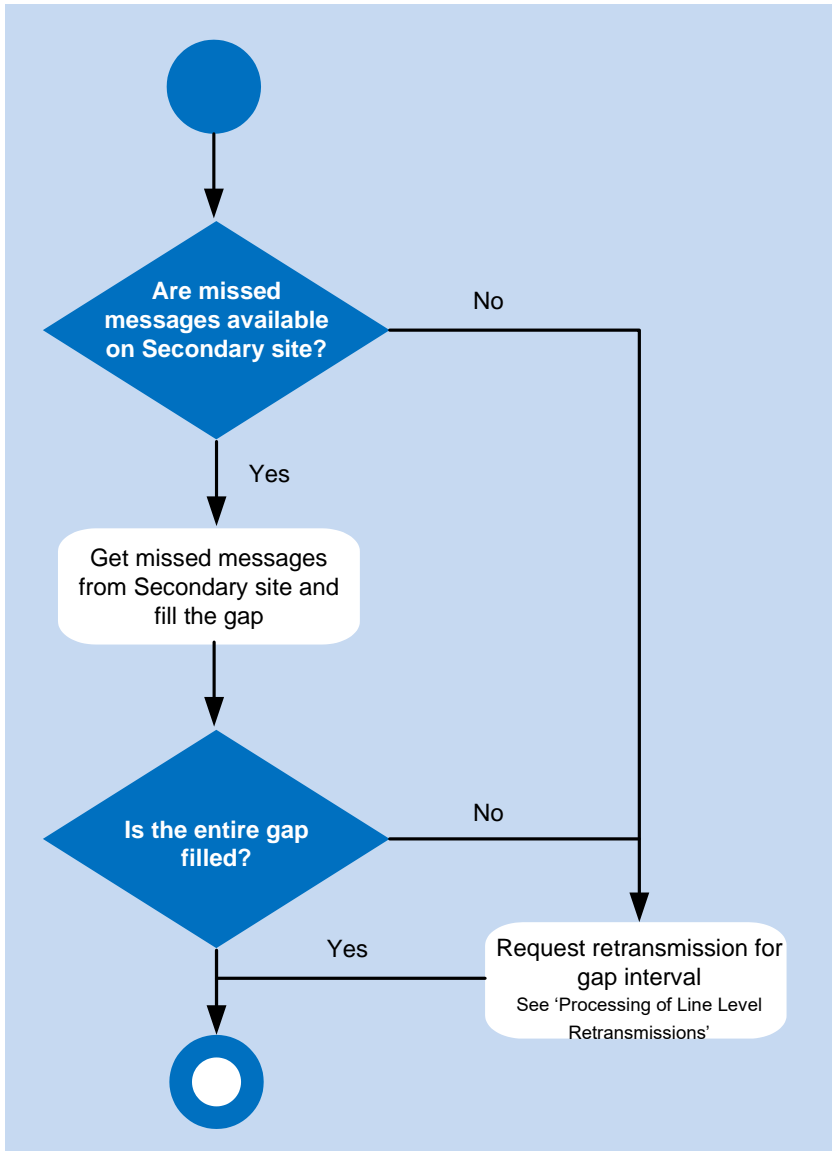 Are missed
messages available
on Secondary site?
No
Yes
Get missed messages
from Secondary site and
fill the gap
Is the entire gap
filled?
No
Yes
Request retransmission for
gap interval
See ‘Processing of Line Level
Retransmissions’